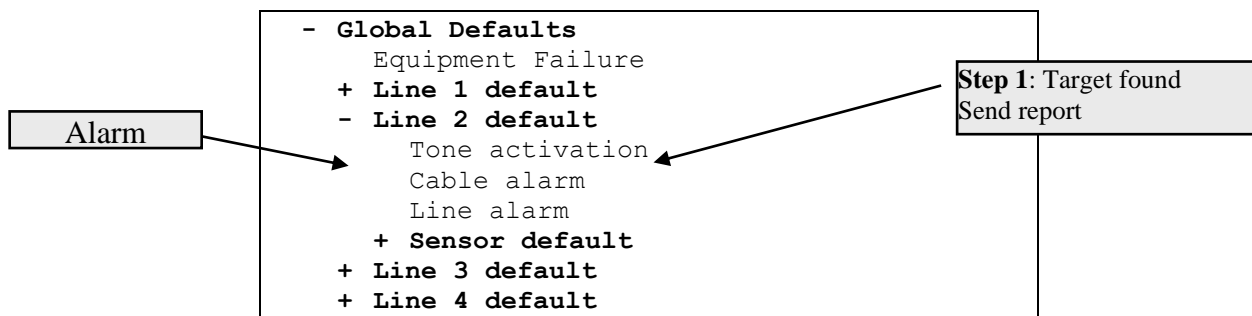 - Global Defaults
Equipment Failure
+ Line 1 default
- Line 2 default
Tone activation
Cable alarm
Line alarm
+ Sensor default
+ Line 3 default
+ Line 4 default
Alarm
Step 1: Target found
Send report